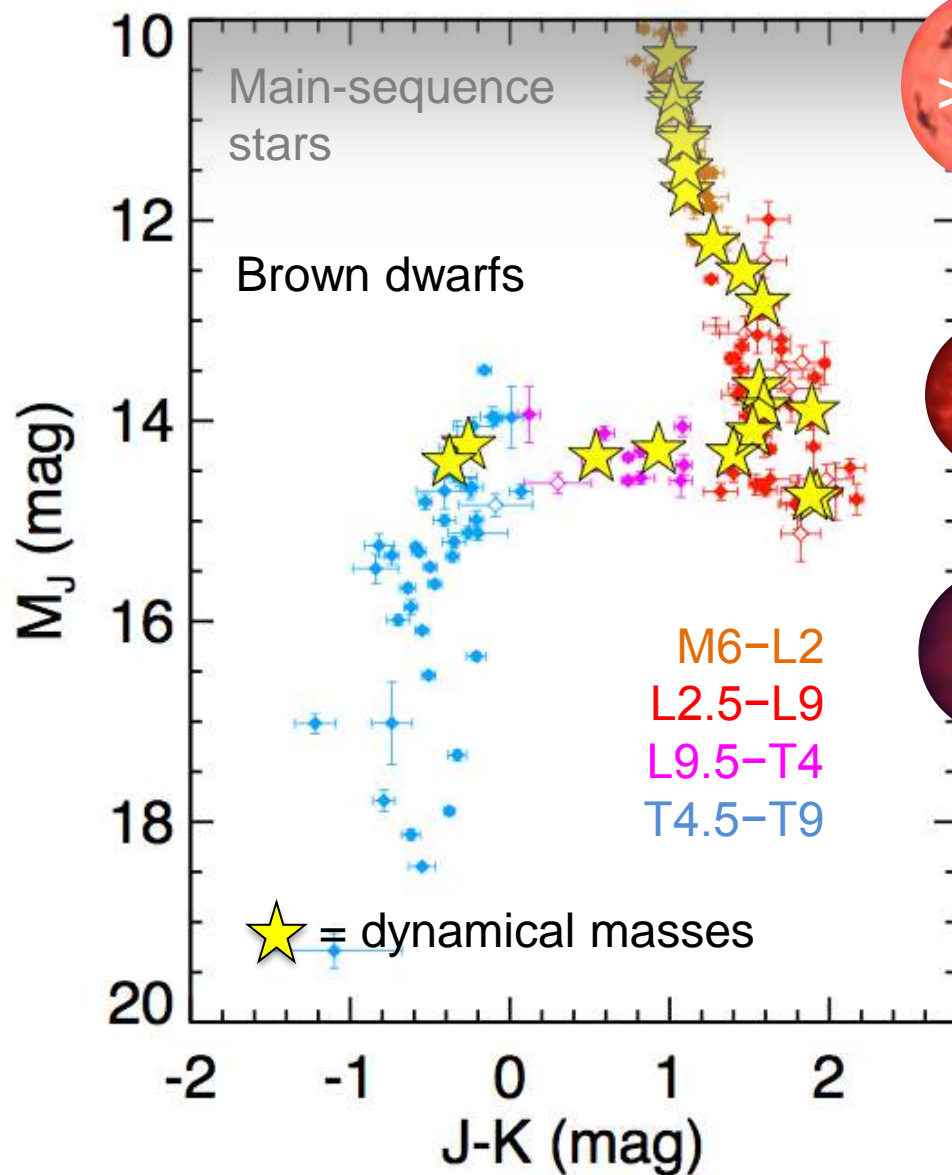 10
12
14
16
18
20
M_J (mag)
Main-sequence
stars
Brown dwarfs
M6−L2
L2.5−L9
L9.5−T4
T4.5−T9
= dynamical masses
-2 -1 0 1 2
J-K (mag)